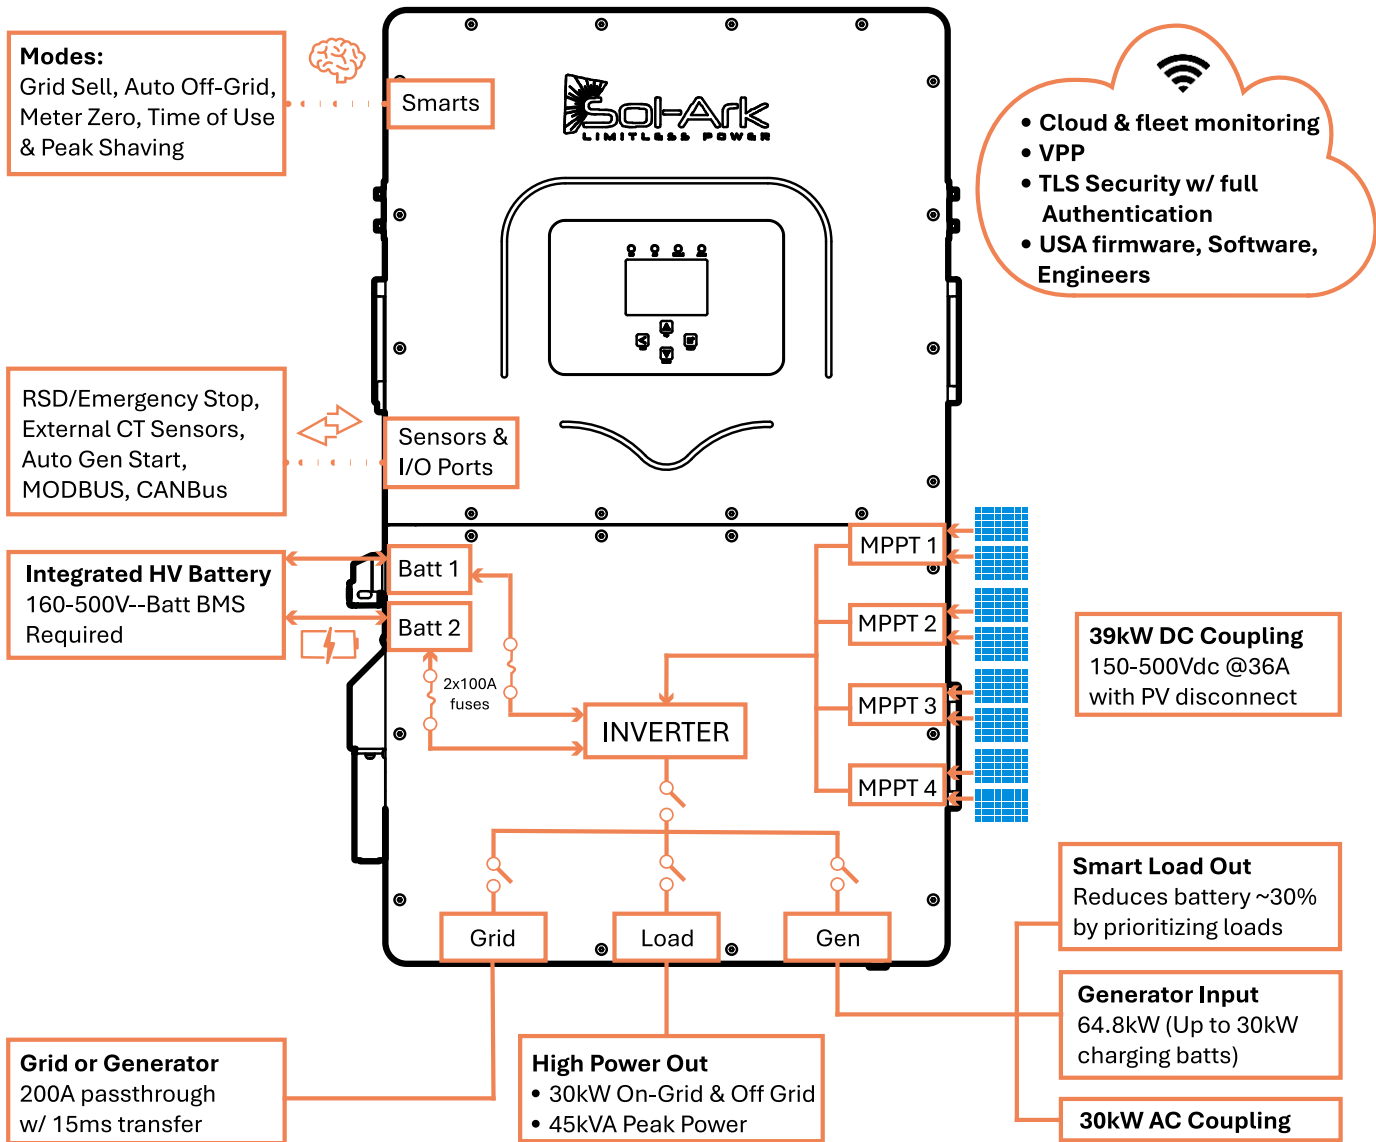 Modes:
Grid Sell, Auto Off-Grid,
Meter Zero, Time of Use
& Peak Shaving
Smarts
Sol-Ark
LIMITLESS POWER
• Cloud & fleet monitoring
• VPP
• TLS Security w/ full
Authentication
• USA firmware, Software,
Engineers
RSD/Emergency Stop,
External CT Sensors,
Auto Gen Start,
MODBUS, CANBus
Sensors &
I/O Ports
Integrated HV Battery
160-500V--Batt BMS
Required
Batt 1
Batt 2
2x100A
fuses
INVERTER
MPPT 1
MPPT 2
MPPT 3
MPPT 4
39kW DC Coupling
150-500Vdc @36A
with PV disconnect
Grid
Load
Gen
Smart Load Out
Reduces battery ~30%
by prioritizing loads
Generator Input
64.8kW (Up to 30kW
charging batts)
30kW AC Coupling
Grid or Generator
200A passthrough
w/ 15ms transfer
High Power Out
• 30kW On-Grid & Off Grid
• 45kVA Peak Power